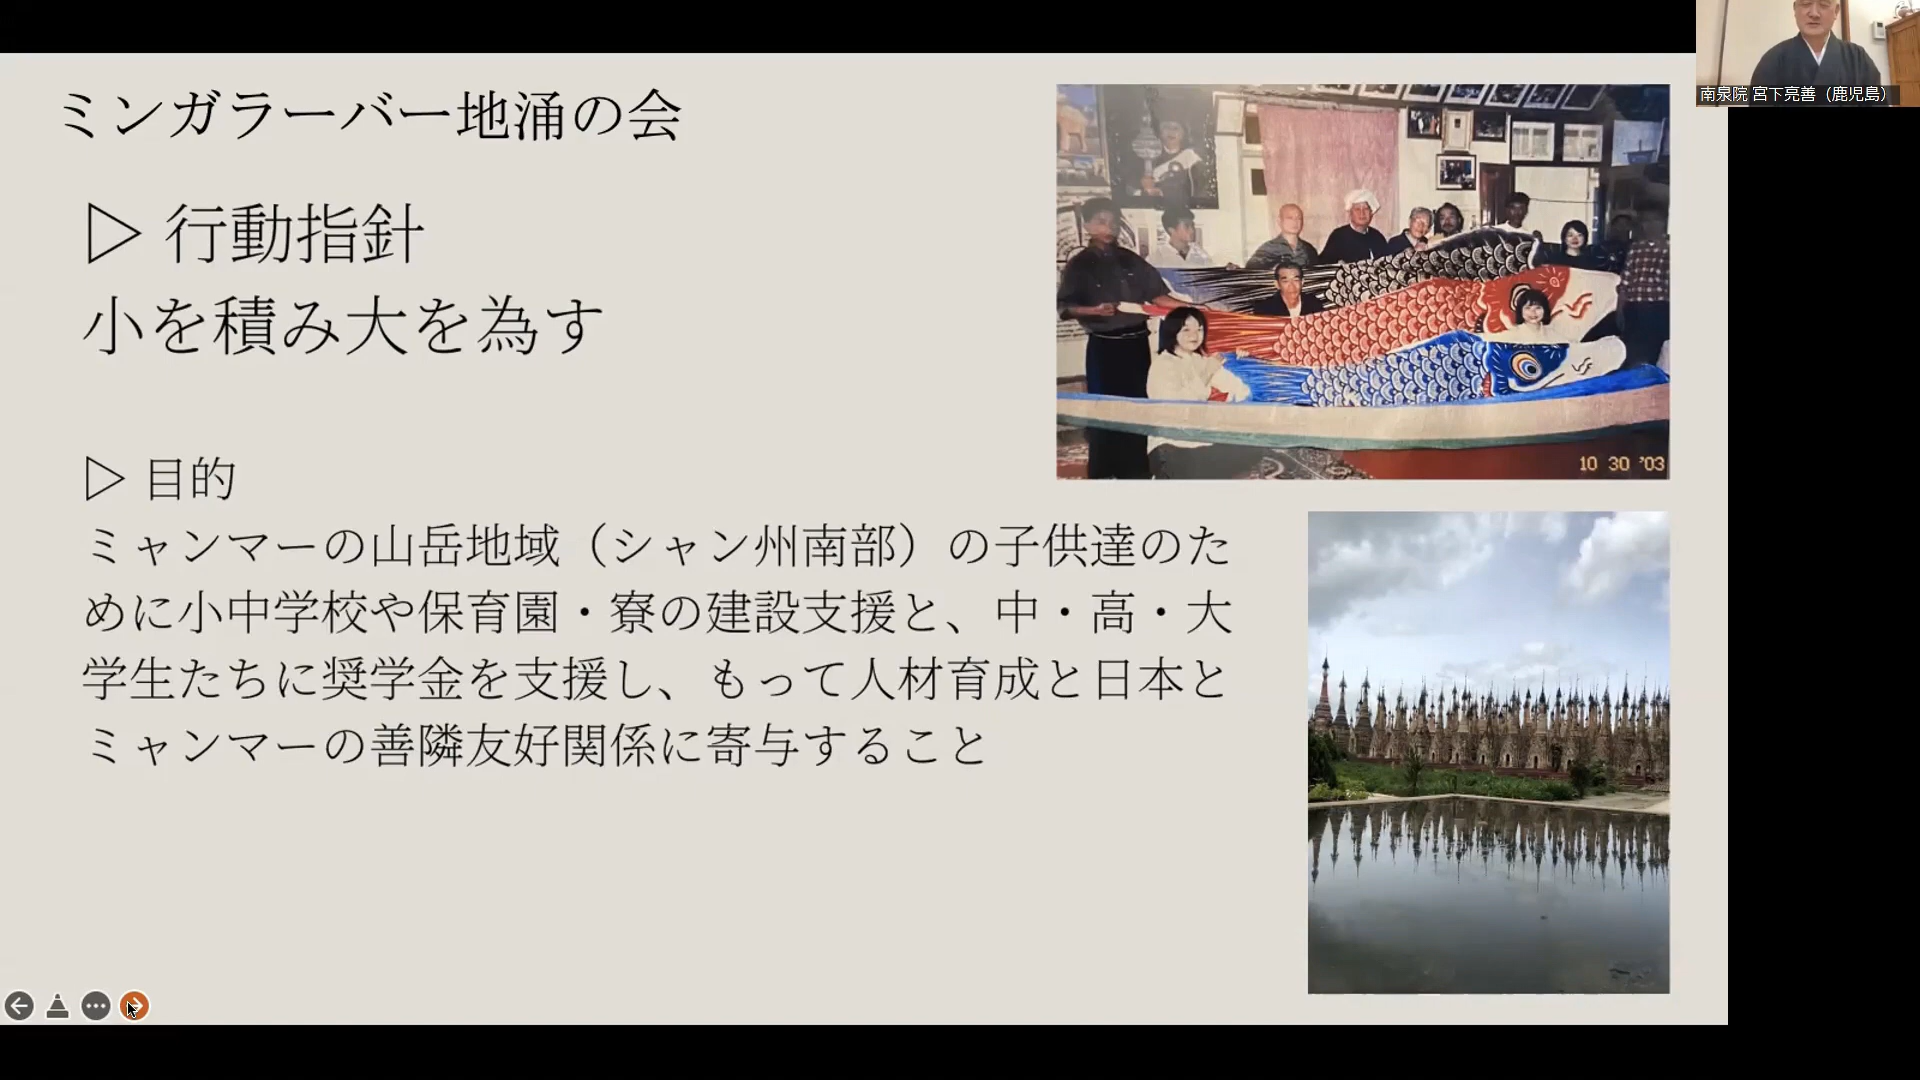 ミンガラーバー地涌の会
▷ 行動指針
小を積み大を為す
▷ 目的
ミャンマーの山岳地域（シャン州南部）の子供達のた
めに小中学校や保育園・寮の建設支援と、中・高・大
学生たちに奨学金を支援し、もって人材育成と日本と
ミャンマーの善隣友好関係に寄与すること
10 30 '03
南泉院 宮下亮善（鹿児島）